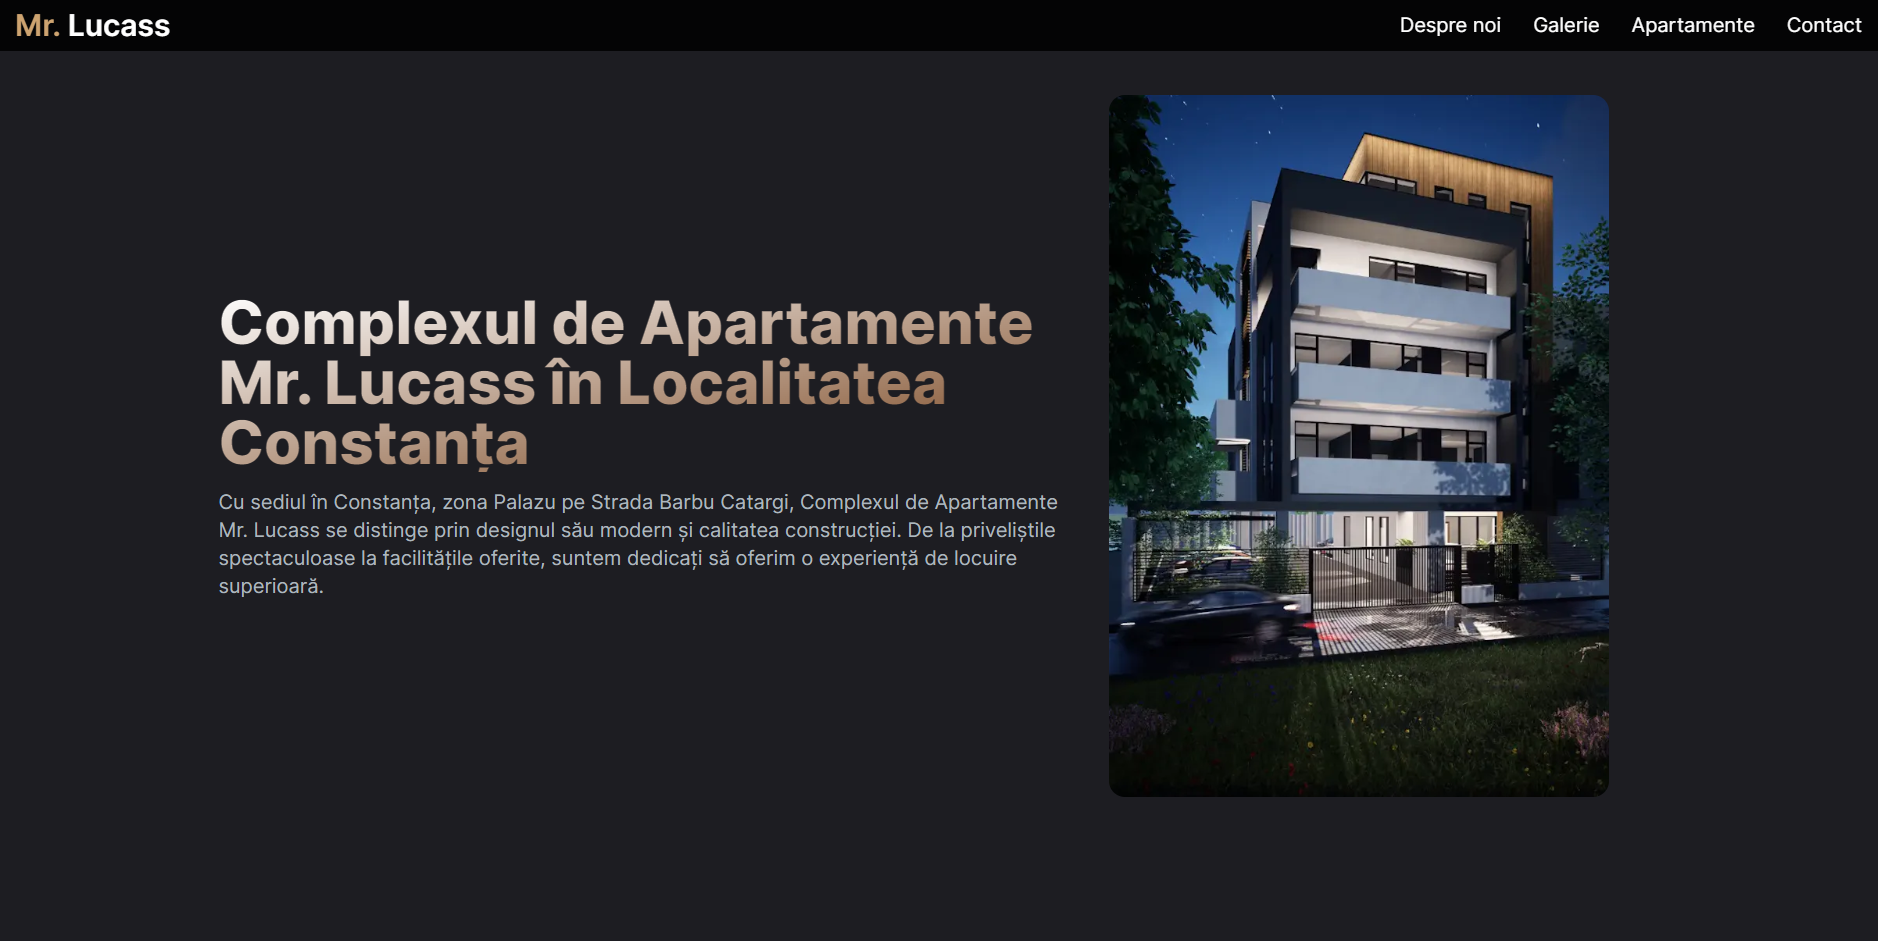 Mr. Lucass
Despre noi
Galerie
Apartamente
Contact
Complexul de Apartamente
Mr. Lucass în Localitatea
Constanța
Cu sediul în Constanța, zona Palazu pe Strada Barbu Catargi, Complexul de Apartamente
Mr. Lucass se distinge prin designul său modern și calitatea construcției. De la priveliștile
spectaculoase la facilitățile oferite, suntem dedicați să oferim o experiență de locuire
superioară.